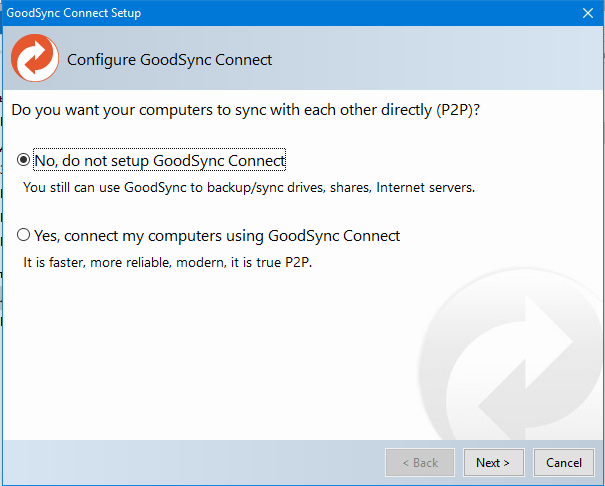 GoodSync Connect Setup
Configure GoodSync Connect
Do you want your computers to sync with each other directly (P2P)?
No, do not setup GoodSync Connect
You still can use GoodSync to backup/sync drives, shares, Internet servers.
Yes, connect my computers using GoodSync Connect
It is faster, more reliable, modern, it is true P2P.
< Back
Next >
Cancel